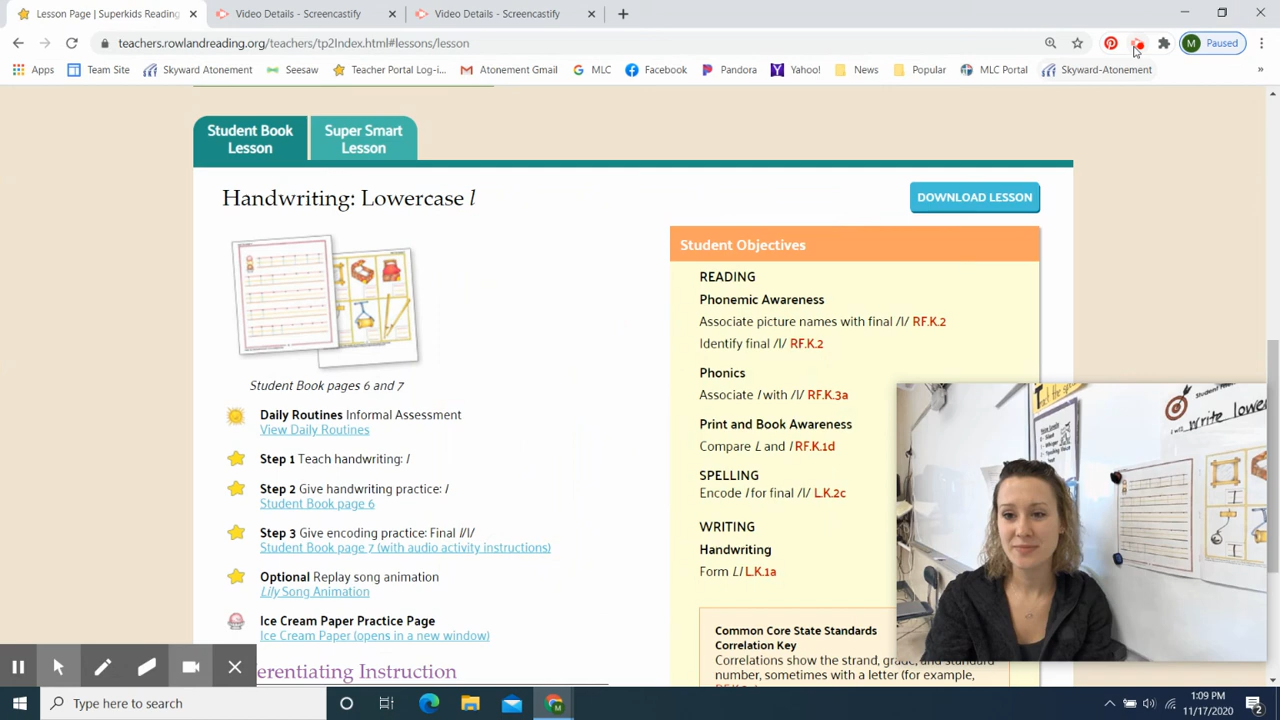 Lesson Page | Superkids Reading
Video Details - Screencastify
Video Details - Screencastify
teachers.rowlandreading.org/teachers/tp2Index.html#lessons/lesson
M Paused
Apps Team Site Skyward Atonement Seesaw Teacher Portal Log-i... Atonement Gmail MLC Facebook Pandora Yahoo! News Popular MLC Portal Skyward-Atonement
Student Book
Lesson
Super Smart
Lesson
Handwriting: Lowercase l
DOWNLOAD LESSON
Student Book pages 6 and 7
Daily Routines Informal Assessment
View Daily Routines
Step 1 Teach handwriting: l
Step 2 Give handwriting practice: l
Student Book page 6
Step 3 Give encoding practice: Final l/l/
Student Book page 7 (with audio activity instructions)
Optional Replay song animation
Lily Song Animation
Ice Cream Paper Practice Page
Ice Cream Paper (opens in a new window)
erentiating Instruction
Student Objectives
READING
Phonemic Awareness
Associate picture names with final /l/ RF.K.2
Identify final /l/ RF.K.2
Phonics
Associate l with /l/ RF.K.3a
Print and Book Awareness
Compare L and l RF.K.1d
SPELLING
Encode l for final /l/ L.K.2c
WRITING
Handwriting
Form L l L.K.1a
Common Core State Standards
Correlation Key
Correlations show the strand, grade, and standard
number, sometimes with a letter (for example,
write lowe
Type here to search
1:09 PM
11/17/2020
2